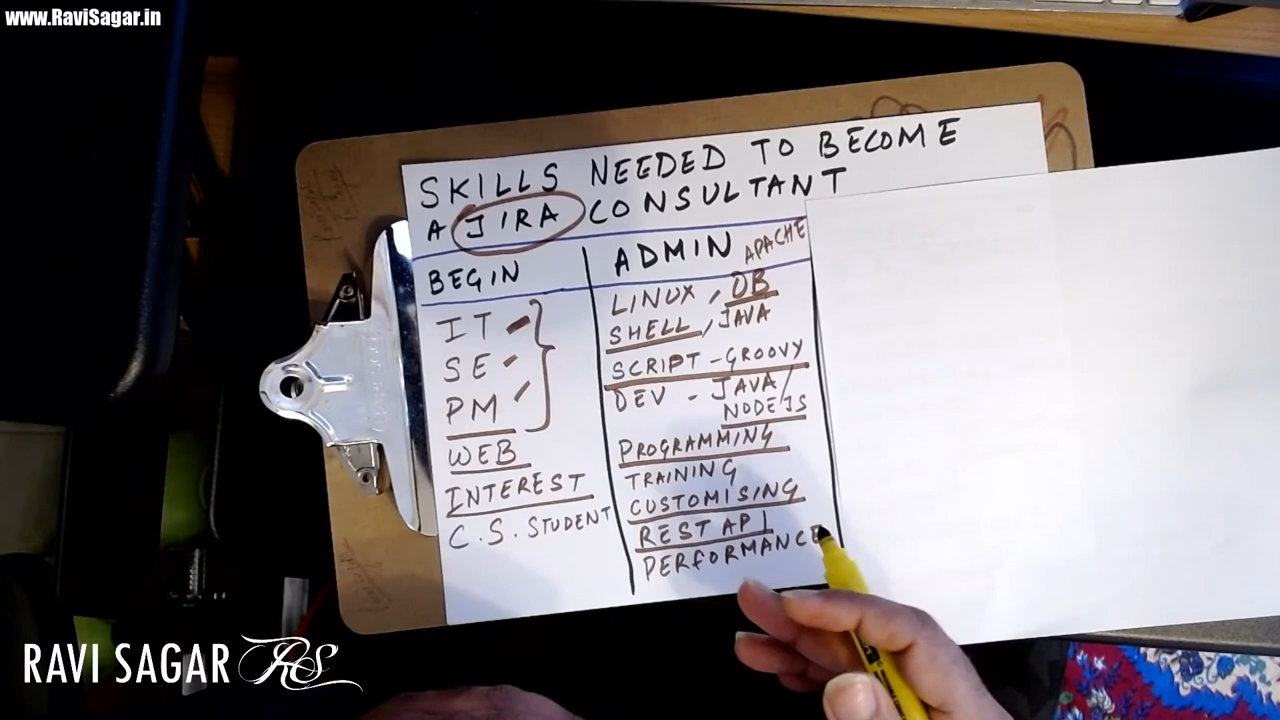 www.RaviSagar.in
SKILLS NEEDED TO BECOME
A JIRA CONSULTANT
BEGIN
IT
SE
PM
WEB
INTEREST
C.S. STUDENT
ADMIN APACHE
LINUX, DB
SHELL, JAVA
SCRIPT - GROOVY
DEV - JAVA/
NODEJS
PROGRAMMING
TRAINING
CUSTOMISING
REST API
PERFORMANCE
RAVI SAGAR RS